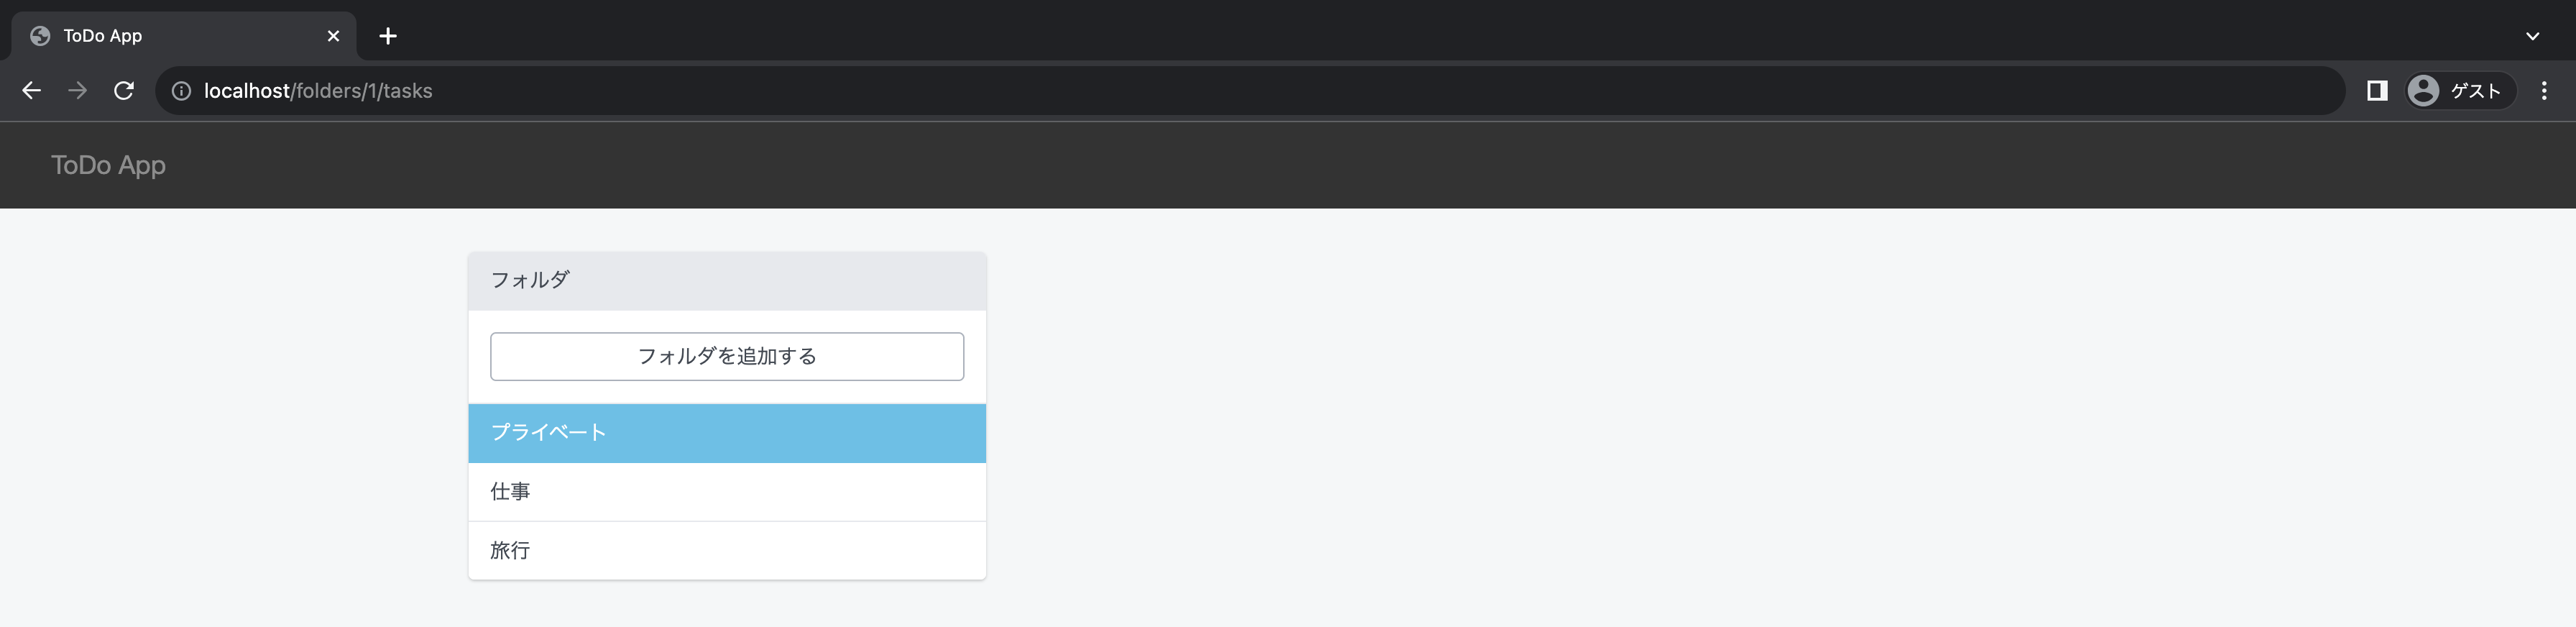 ToDo App
localhost/folders/1/tasks
ゲスト
ToDo App
フォルダ
フォルダを追加する
プライベート
仕事
旅行